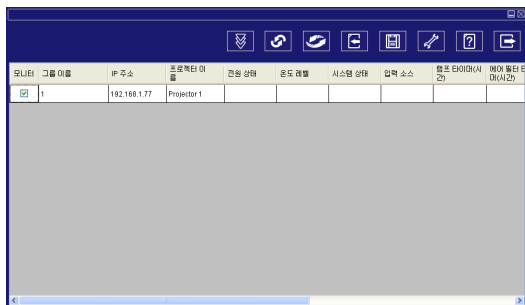 모니터 그룹 이름 IP 주소 프로젝터 이름 전원 상태 온도 레벨 시스템 상태 입력 소스 램프 타이머(시간) 에어 필터 타이머(시간)
1 192.168.1.77 Projector 1